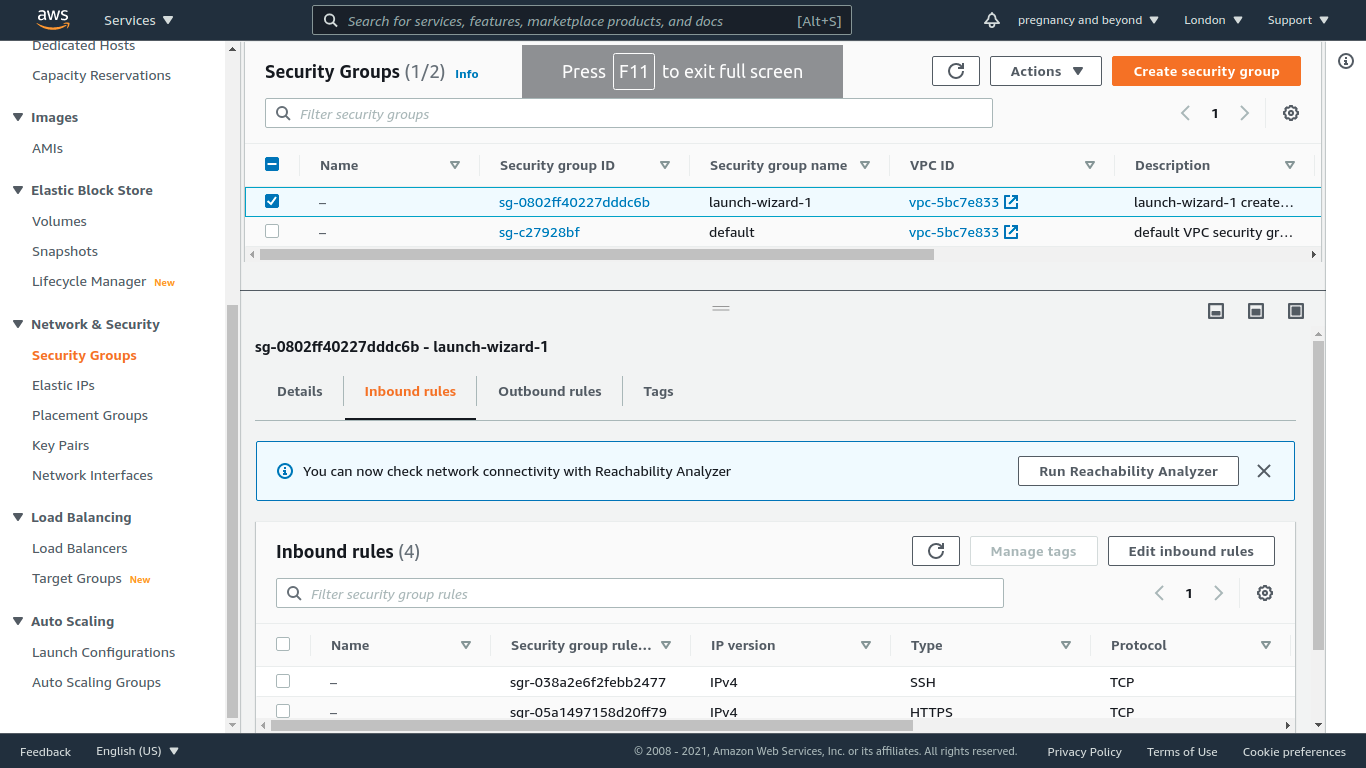 aws Services Search for services, features, marketplace products, and docs [Alt+S] pregnancy and beyond London Support
Dedicated Hosts
Capacity Reservations
Images
AMIs
Elastic Block Store
Volumes
Snapshots
Lifecycle Manager New
Network & Security
Security Groups
Elastic IPs
Placement Groups
Key Pairs
Network Interfaces
Load Balancing
Load Balancers
Target Groups New
Auto Scaling
Launch Configurations
Auto Scaling Groups
Security Groups (1/2) Info
Press F11 to exit full screen
Actions Create security group
Filter security groups
1
Name Security group ID Security group name VPC ID Description
– sg-0802ff40227dddc6b launch-wizard-1 vpc-5bc7e833 launch-wizard-1 create...
– sg-c27928bf default vpc-5bc7e833 default VPC security gr...
sg-0802ff40227dddc6b - launch-wizard-1
Details Inbound rules Outbound rules Tags
You can now check network connectivity with Reachability Analyzer Run Reachability Analyzer
Inbound rules (4) Manage tags Edit inbound rules
Filter security group rules
1
Name Security group rule... IP version Type Protocol
– sgr-038a2e6f2febb2477 IPv4 SSH TCP
– sgr-05a1497158d20ff79 IPv4 HTTPS TCP
Feedback English (US) © 2008 - 2021, Amazon Web Services, Inc. or its affiliates. All rights reserved. Privacy Policy Terms of Use Cookie preferences